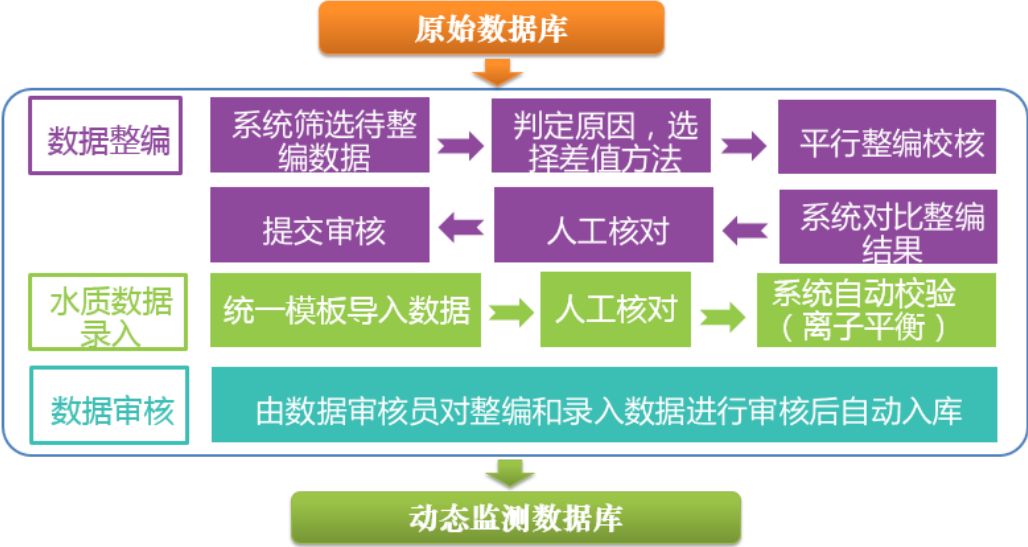 原始数据库
数据整编
系统筛选待整
编数据
判定原因，选
择差值方法
平行整编校核
提交审核
人工核对
系统对比整编
结果
水质数据
录入
统一模板导入数据
人工核对
系统自动校验
（离子平衡）
数据审核
由数据审核员对整编和录入数据进行审核后自动入库
动态监测数据库